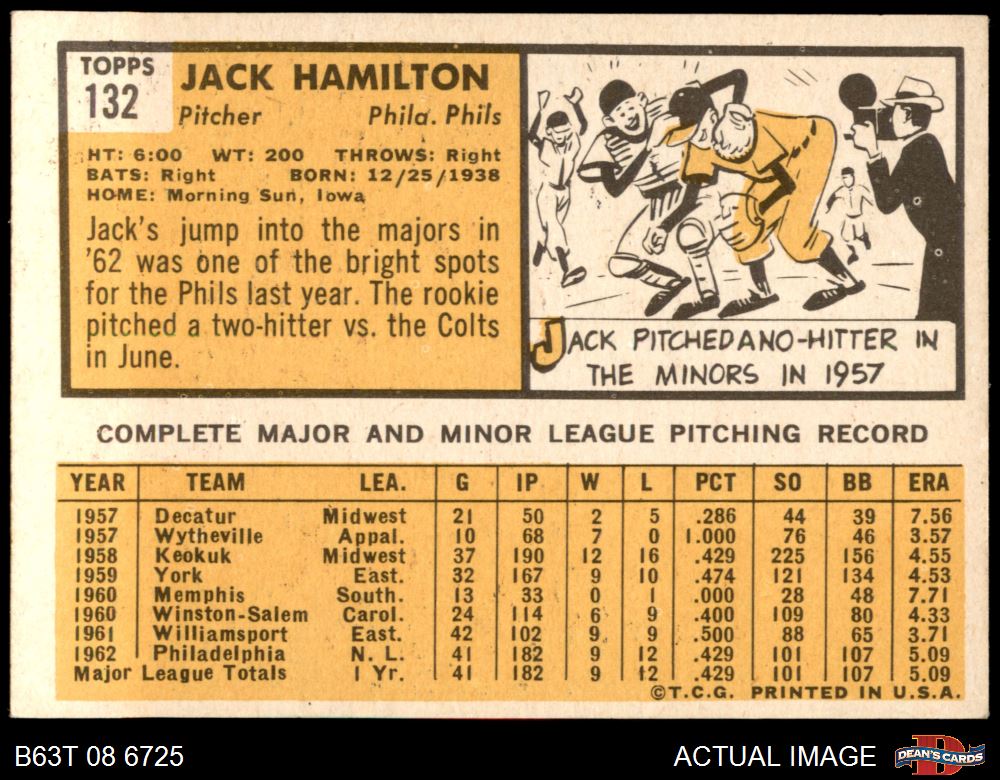 TOPPS
132
JACK HAMILTON
Pitcher Phila. Phils
HT: 6:00 WT: 200 THROWS: Right
BATS: Right BORN: 12/25/1938
HOME: Morning Sun, Iowa
Jack's jump into the majors in
'62 was one of the bright spots
for the Phils last year. The rookie
pitched a two-hitter vs. the Colts
in June.
JACK PITCHED A NO-HITTER IN
THE MINORS IN 1957
COMPLETE MAJOR AND MINOR LEAGUE PITCHING RECORD
YEAR TEAM LEA. G IP W L PCT SO BB ERA
1957 Decatur Midwest 21 50 2 5 .286 44 39 7.56
1957 Wytheville Appal. 10 68 7 0 1.000 76 46 3.57
1958 Keokuk Midwest 37 190 12 16 .429 225 156 4.55
1959 York East. 32 167 9 10 .474 121 134 4.53
1960 Memphis South. 13 33 0 1 .000 28 48 7.71
1960 Winston-Salem Carol. 24 114 6 9 .400 109 80 4.33
1961 Williamsport East. 42 102 9 9 .500 88 65 3.71
1962 Philadelphia N. L. 41 182 9 12 .429 101 107 5.09
Major League Totals 1 Yr. 41 182 9 12 .429 101 107 5.09
©T.C.G. PRINTED IN U.S.A.
B63T 08 6725 ACTUAL IMAGE DEAN'S CARDS